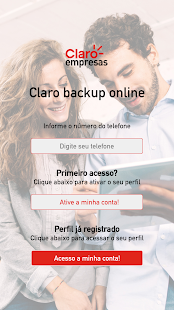 Claro-
empresas
Claro backup online
Informe o número do telefone
Digite seu telefone
Primeiro acesso?
Clique abaixo para ativar o seu perfil
Ative a minha conta!
Perfil já registrado
Clique abaixo para acessar o seu perfil
Acesso a minha conta!